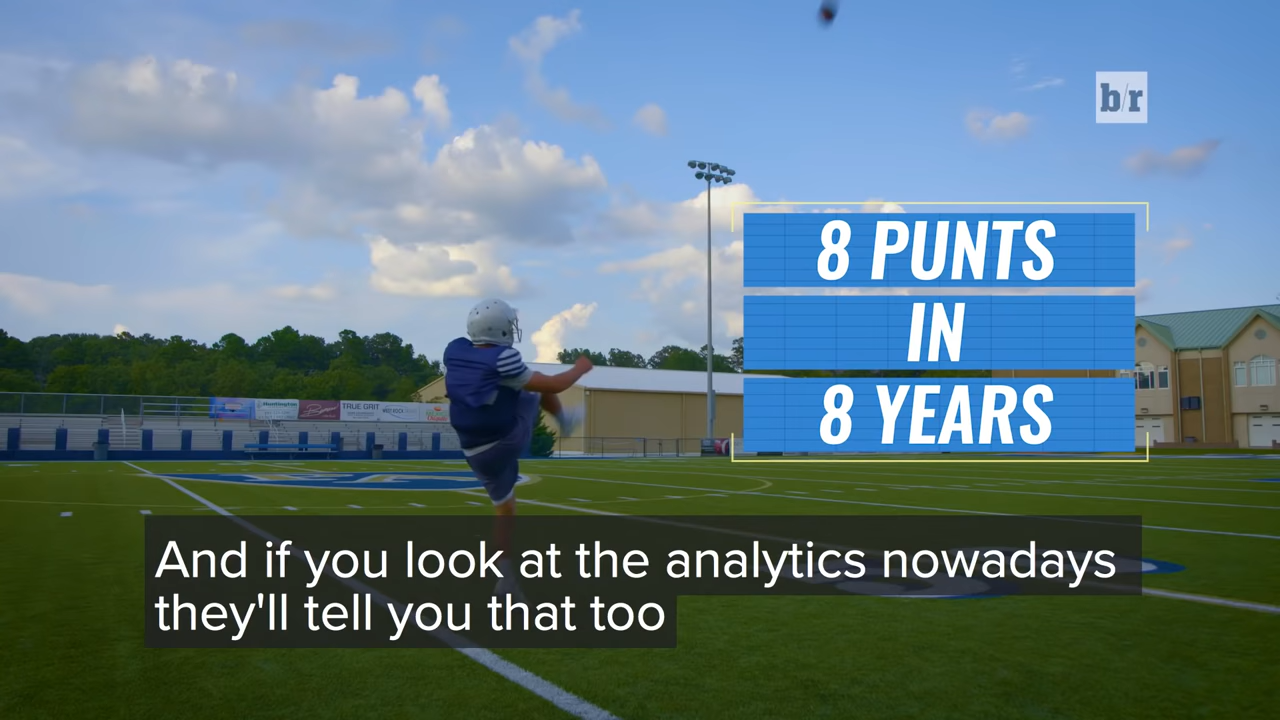 b/r
8 PUNTS
IN
8 YEARS
Huntington
TRUE GRIT
And if you look at the analytics nowadays
they'll tell you that too